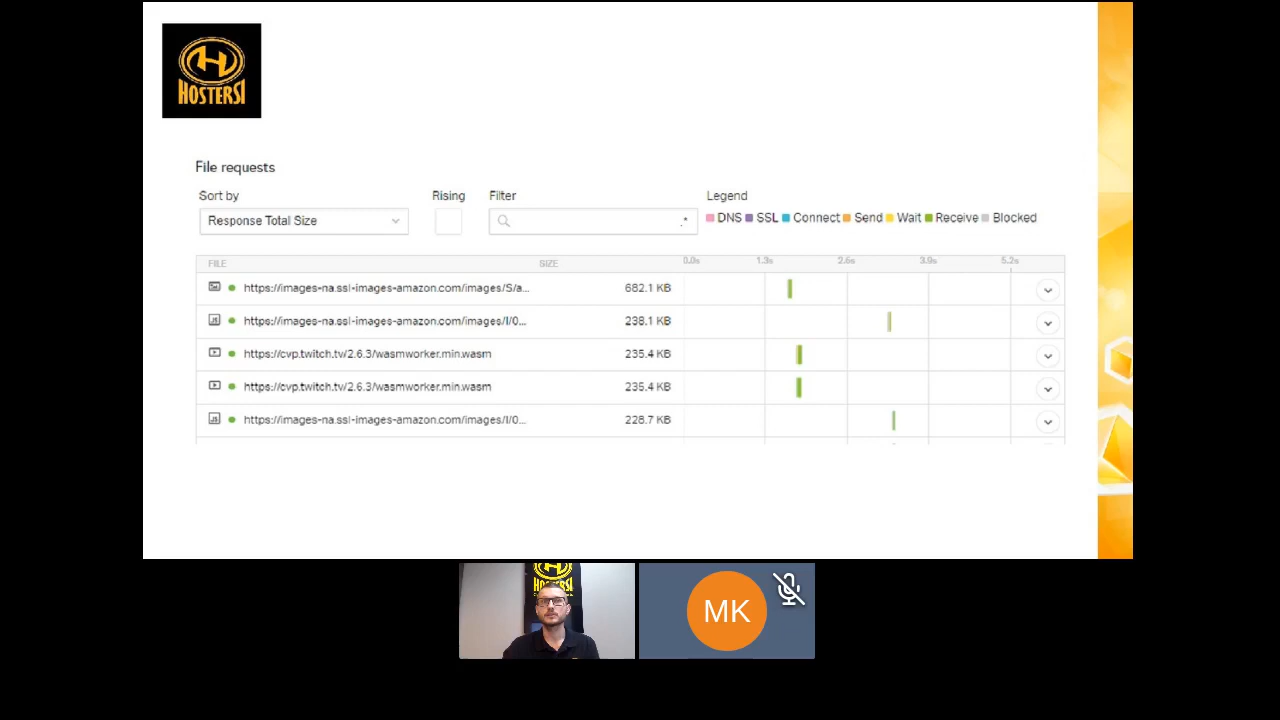 HOSTERSI
File requests
Sort by Rising Filter Legend
Response Total Size .* DNS SSL Connect Send Wait Receive Blocked
FILE SIZE 0.0s 1.3s 2.6s 3.9s 5.2s
https://images-na.ssl-images-amazon.com/images/S/a... 682.1 KB
JS https://images-na.ssl-images-amazon.com/images/I/0... 238.1 KB
https://cvp.twitch.tv/2.6.3/wasmworker.min.wasm 235.4 KB
https://cvp.twitch.tv/2.6.3/wasmworker.min.wasm 235.4 KB
JS https://images-na.ssl-images-amazon.com/images/I/0... 228.7 KB
HOSTERSI
MK